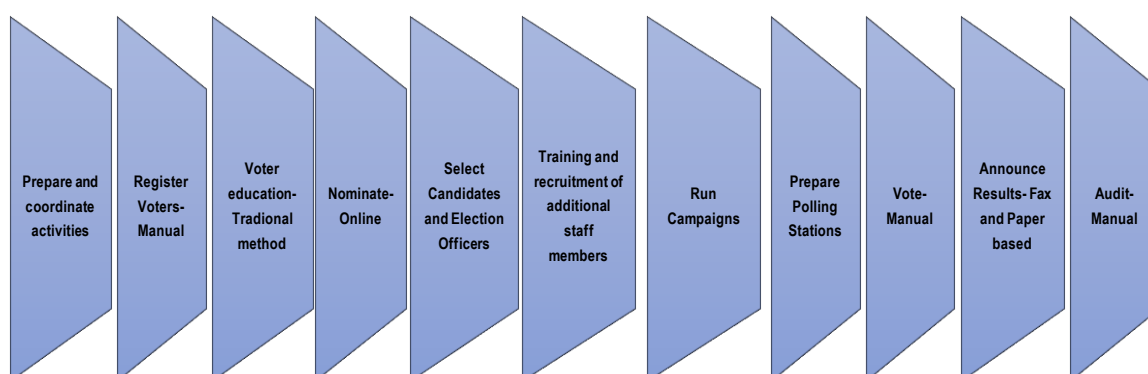 Prepare and
coordinate
activities
Register
Voters-
Manual
Voter
education-
Tradional
method
Nominate-
Online
Select
Candidates
and Election
Officers
Training and
recruitment of
additional
staff
members
Run
Campaigns
Prepare
Polling
Stations
Vote-
Manual
Announce
Results- Fax
and Paper
based
Audit-
Manual